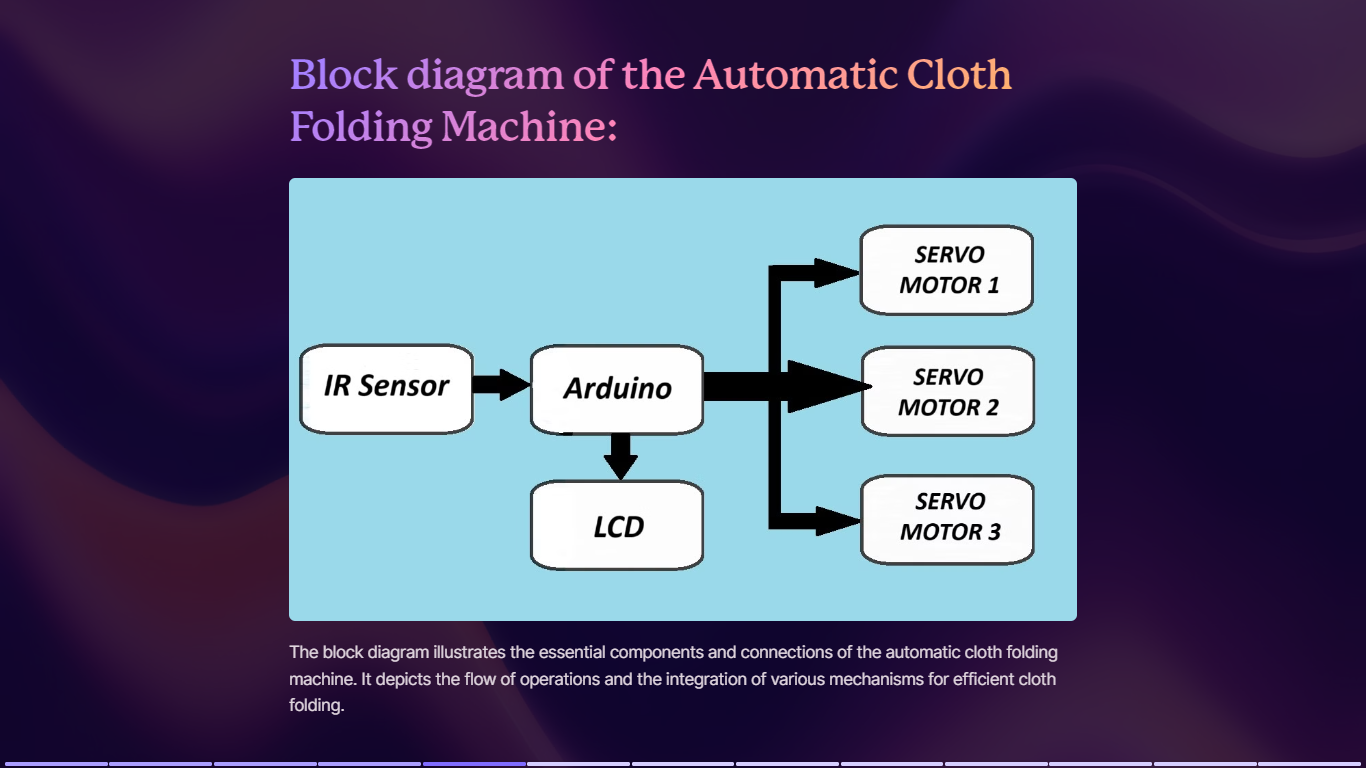 Block diagram of the Automatic Cloth
Folding Machine:
SERVO
MOTOR 1
IR Sensor
Arduino
SERVO
MOTOR 2
LCD
SERVO
MOTOR 3
The block diagram illustrates the essential components and connections of the automatic cloth folding
machine. It depicts the flow of operations and the integration of various mechanisms for efficient cloth
folding.